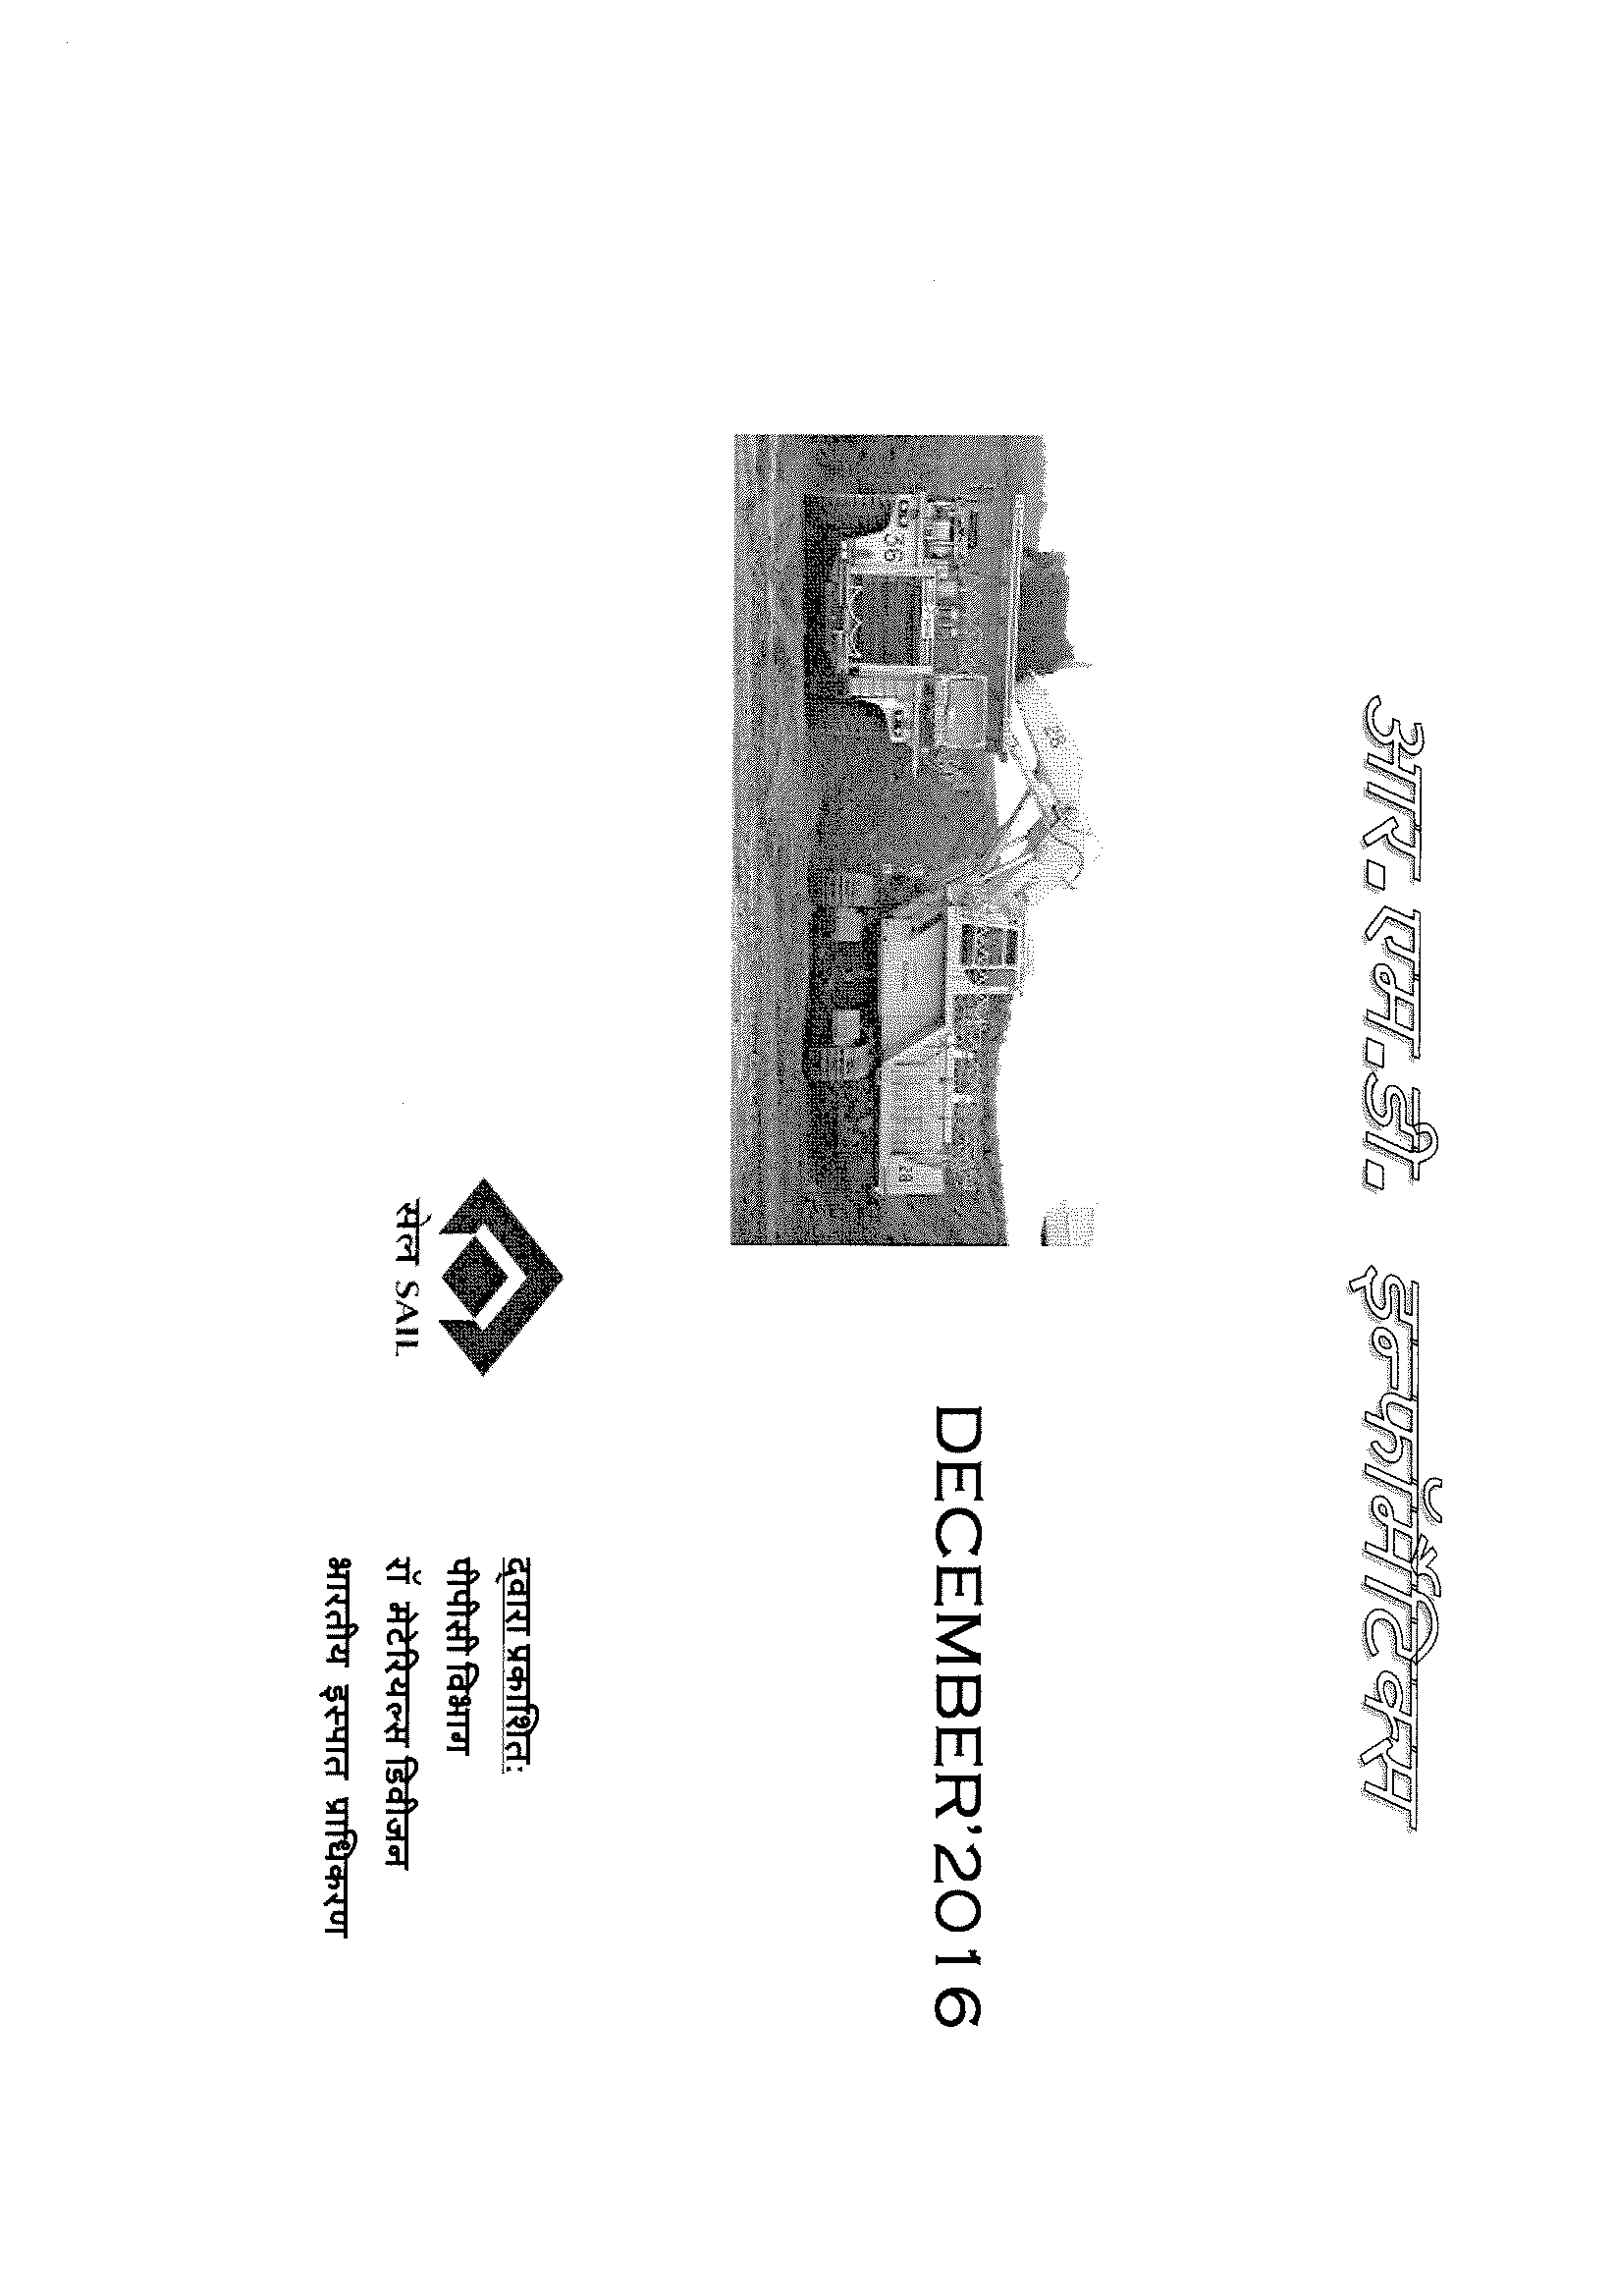 आर.एम.डी. इन्फॉर्मेटिक्स
DECEMBER'2016
सेल SAIL
द्वारा प्रकाशित:
पीपीसी विभाग
रॉ मेटेरियल्स डिवीजन
भारतीय इस्पात प्राधिकरण